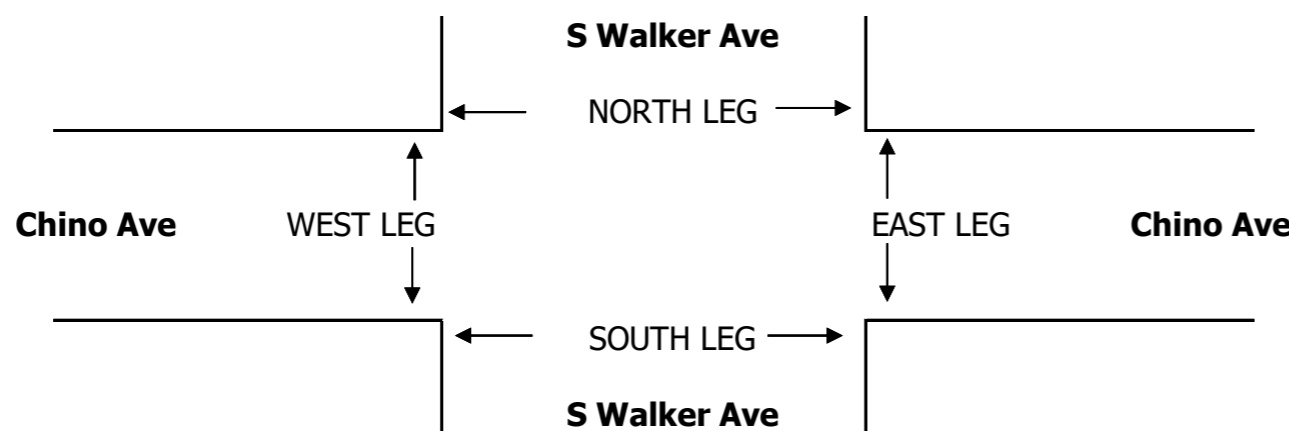 S Walker Ave
NORTH LEG
Chino Ave WEST LEG EAST LEG Chino Ave
SOUTH LEG
S Walker Ave